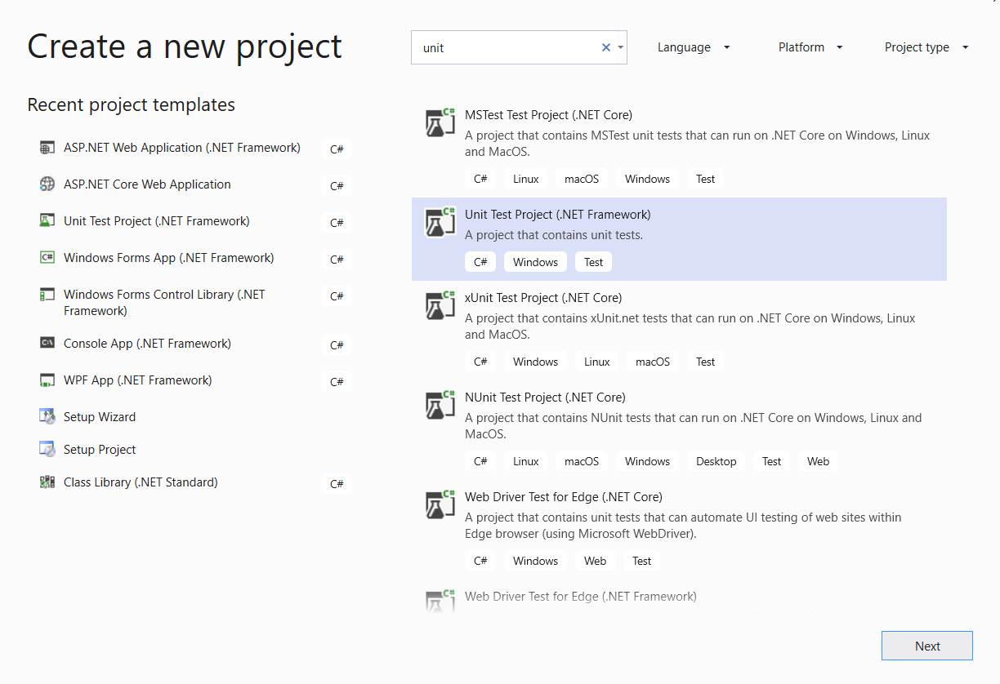 Create a new project
unit
Language
Platform
Project type
Recent project templates
ASP.NET Web Application (.NET Framework) C#
ASP.NET Core Web Application C#
Unit Test Project (.NET Framework) C#
Windows Forms App (.NET Framework) C#
Windows Forms Control Library (.NET C#
Framework)
Console App (.NET Framework) C#
WPF App (.NET Framework) C#
Setup Wizard
Setup Project
Class Library (.NET Standard) C#
MSTest Test Project (.NET Core)
A project that contains MSTest unit tests that can run on .NET Core on Windows, Linux
and MacOS.
C# Linux macOS Windows Test
Unit Test Project (.NET Framework)
A project that contains unit tests.
C# Windows Test
xUnit Test Project (.NET Core)
A project that contains xUnit.net tests that can run on .NET Core on Windows, Linux
and MacOS.
C# Windows Linux macOS Test
NUnit Test Project (.NET Core)
A project that contains NUnit tests that can run on .NET Core on Windows, Linux and
MacOS.
C# Linux macOS Windows Desktop Test Web
Web Driver Test for Edge (.NET Core)
A project that contains unit tests that can automate UI testing of web sites within
Edge browser (using Microsoft WebDriver).
C# Windows Web Test
Web Driver Test for Edge (.NET Framework)
Next